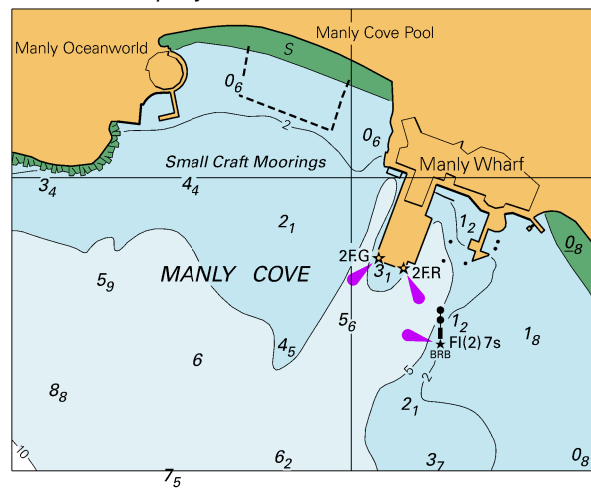 Manly Cove Pool
Manly Oceanworld
S
0₆
2
0₆
Small Craft Moorings
Manly Wharf
3₄
4₄
2₁
1₂
0₈
2F.G
2F.R
3₁
5₉
MANLY COVE
5₆
1₂
1₈
Fl(2) 7s
BRB
4₅
6
5
2
8₈
2₁
10
6₂
3₇
0₈
7₅